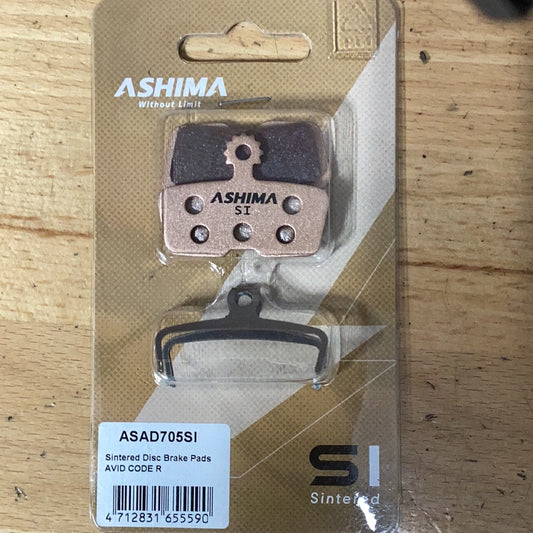 ASHIMA
Without Limit
ASHIMA
SI
ASAD705SI
Sintered Disc Brake Pads
AVID CODE R
4 712831 655590
SI
Sintered